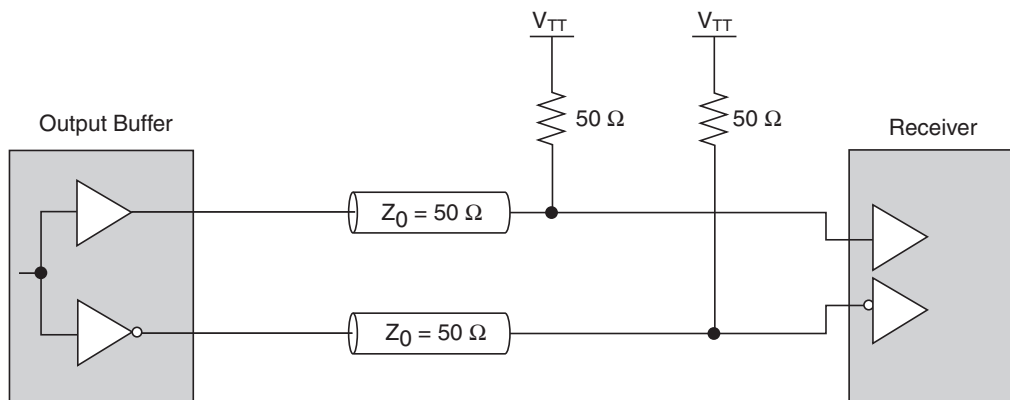 V_TT V_TT
50 Ω 50 Ω
Output Buffer
Receiver
Z_0 = 50 Ω
Z_0 = 50 Ω